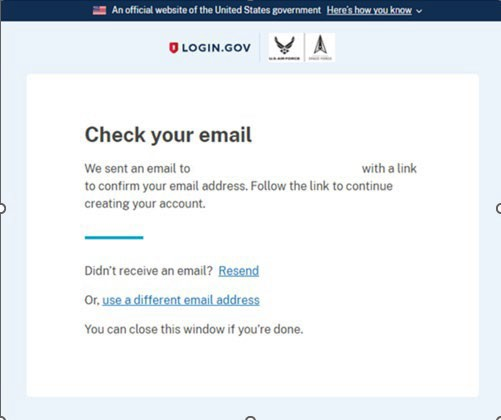 An official website of the United States government Here's how you know
LOGIN.GOV
U.S. AIR FORCE
Check your email
We sent an email to with a link
to confirm your email address. Follow the link to continue
creating your account.
Didn't receive an email? Resend
Or, use a different email address
You can close this window if you're done.